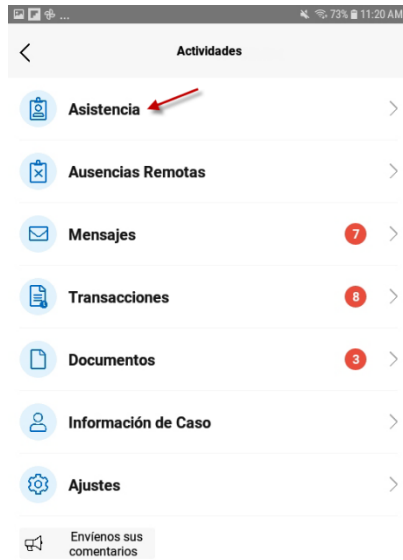 73% 11:20 AM
Actividades
Asistencia
Ausencias Remotas
Mensajes 7
Transacciones 8
Documentos 3
Información de Caso
Ajustes
Envíenos sus
comentarios